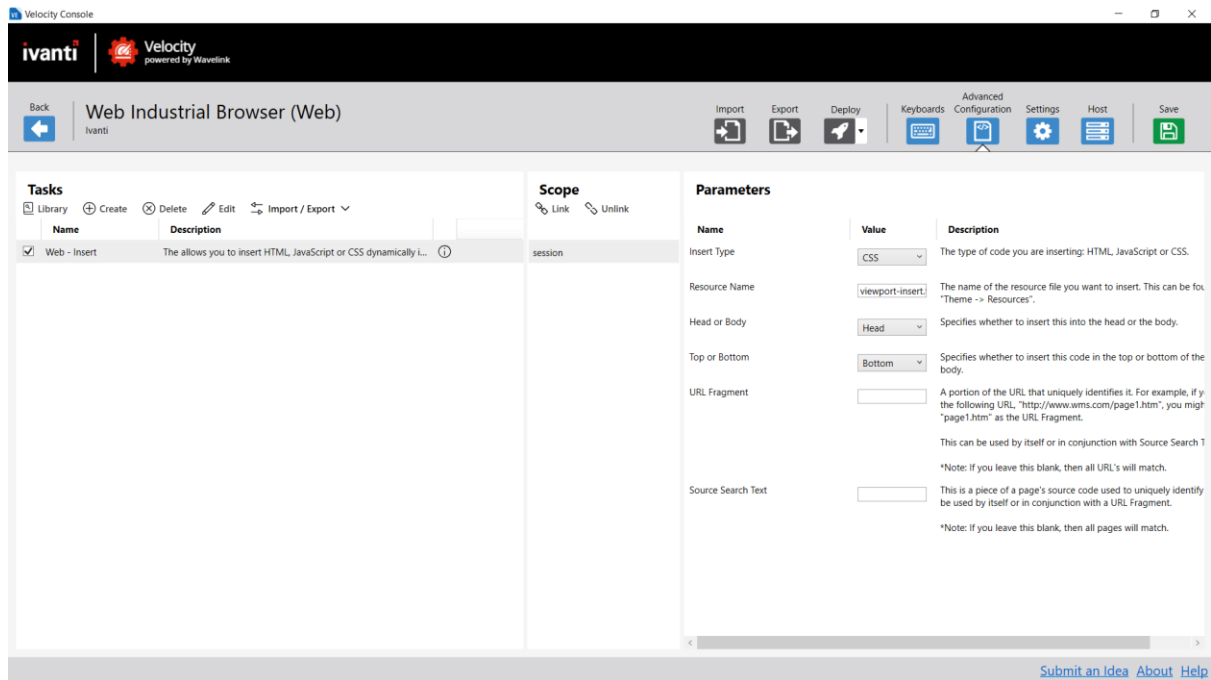 Velocity Console
ivanti
Velocity
powered by Wavelink
Back
Web Industrial Browser (Web)
Ivanti
Import
Export
Deploy
Keyboards
Advanced
Configuration
Settings
Host
Save
Tasks
Library Create Delete Edit Import / Export
Name Description
Web - Insert The allows you to insert HTML, JavaScript or CSS dynamically i...
Scope
Link Unlink
session
Parameters
Name Value Description
Insert Type CSS The type of code you are inserting: HTML, JavaScript or CSS.
Resource Name viewport-insert. The name of the resource file you want to insert. This can be fou
"Theme -> Resources".
Head or Body Head Specifies whether to insert this into the head or the body.
Top or Bottom Bottom Specifies whether to insert this code in the top or bottom of the
body.
URL Fragment A portion of the URL that uniquely identifies it. For example, if y
the following URL, "http://www.wms.com/page1.htm", you migh
"page1.htm" as the URL Fragment.
This can be used by itself or in conjunction with Source Search T
*Note: If you leave this blank, then all URL's will match.
Source Search Text This is a piece of a page's source code used to uniquely identify
be used by itself or in conjunction with a URL Fragment.
*Note: If you leave this blank, then all pages will match.
Submit an Idea About Help